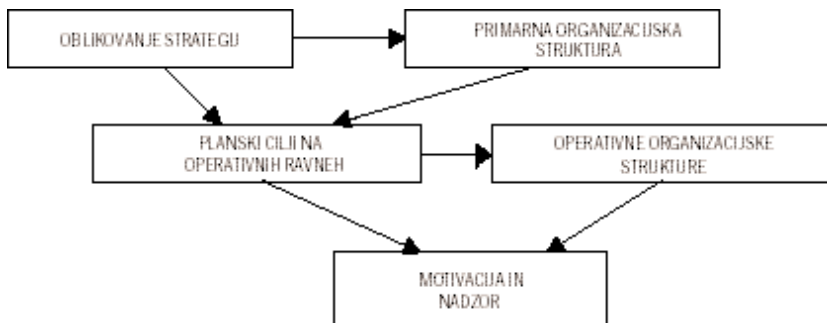 OBLIKOVANJE STRATEGIJ
PRIMARNA ORGANIZACIJSKA
STRUKTURA
PLANSKI CILJI NA
OPERATIVNIH RAVNEH
OPERATIVNE ORGANIZACIJSKE
STRUKTURE
MOTIVACIJA IN
NADZOR